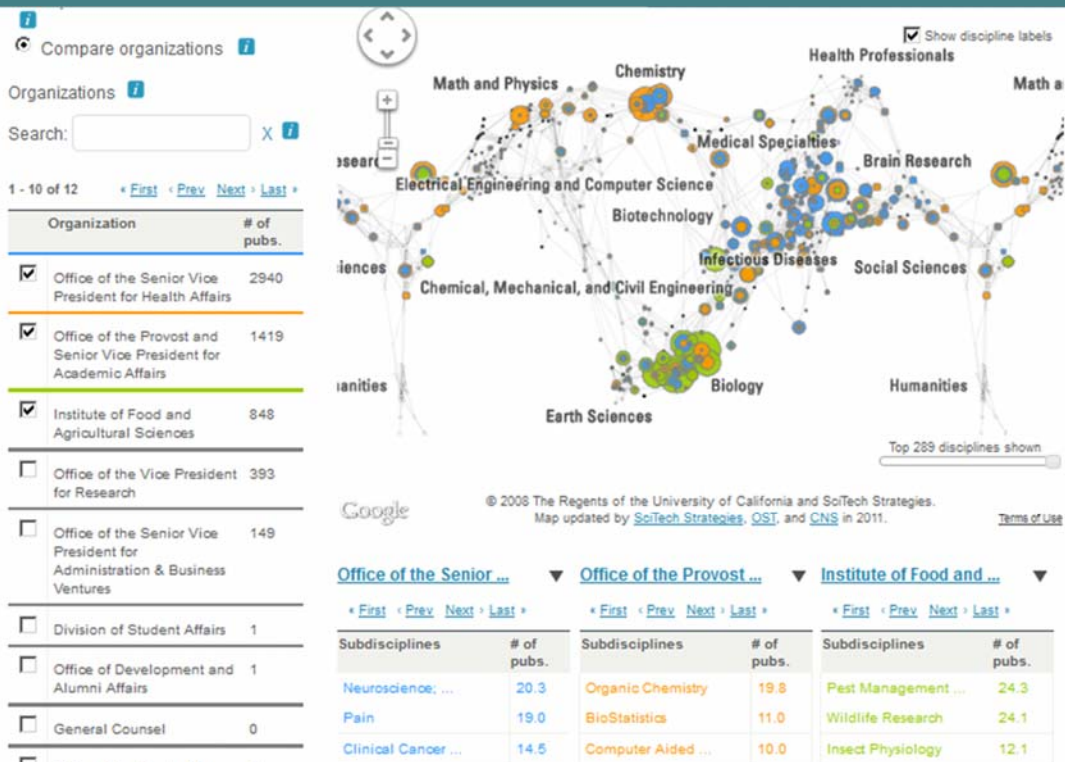 Compare organizations
Organizations
Search:
X
1 - 10 of 12 « First ‹ Prev Next › Last »
Organization # of pubs.
Office of the Senior Vice President for Health Affairs 2940
Office of the Provost and Senior Vice President for Academic Affairs 1419
Institute of Food and Agricultural Sciences 848
Office of the Vice President for Research 393
Office of the Senior Vice President for Administration & Business Ventures 149
Division of Student Affairs 1
Office of Development and Alumni Affairs 1
General Counsel 0
Show discipline labels
Health Professionals
Chemistry
Math and Physics
Math a
Medical Specialties
Brain Research
Electrical Engineering and Computer Science
Biotechnology
Infectious Diseases
Social Sciences
iences
Chemical, Mechanical, and Civil Engineering
Biology
Humanities
anities
Earth Sciences
Top 289 disciplines shown
Google
© 2008 The Regents of the University of California and SciTech Strategies.
Map updated by SciTech Strategies, OST, and CNS in 2011.
Terms of Use
Office of the Senior ...
« First ‹ Prev Next › Last »
Subdisciplines # of pubs.
Neuroscience; ... 20.3
Pain 19.0
Clinical Cancer ... 14.5
Office of the Provost ...
« First ‹ Prev Next › Last »
Subdisciplines # of pubs.
Organic Chemistry 19.8
BioStatistics 11.0
Computer Aided ... 10.0
Institute of Food and ...
« First ‹ Prev Next › Last »
Subdisciplines # of pubs.
Pest Management ... 24.3
Wildlife Research 24.1
Insect Physiology 12.1